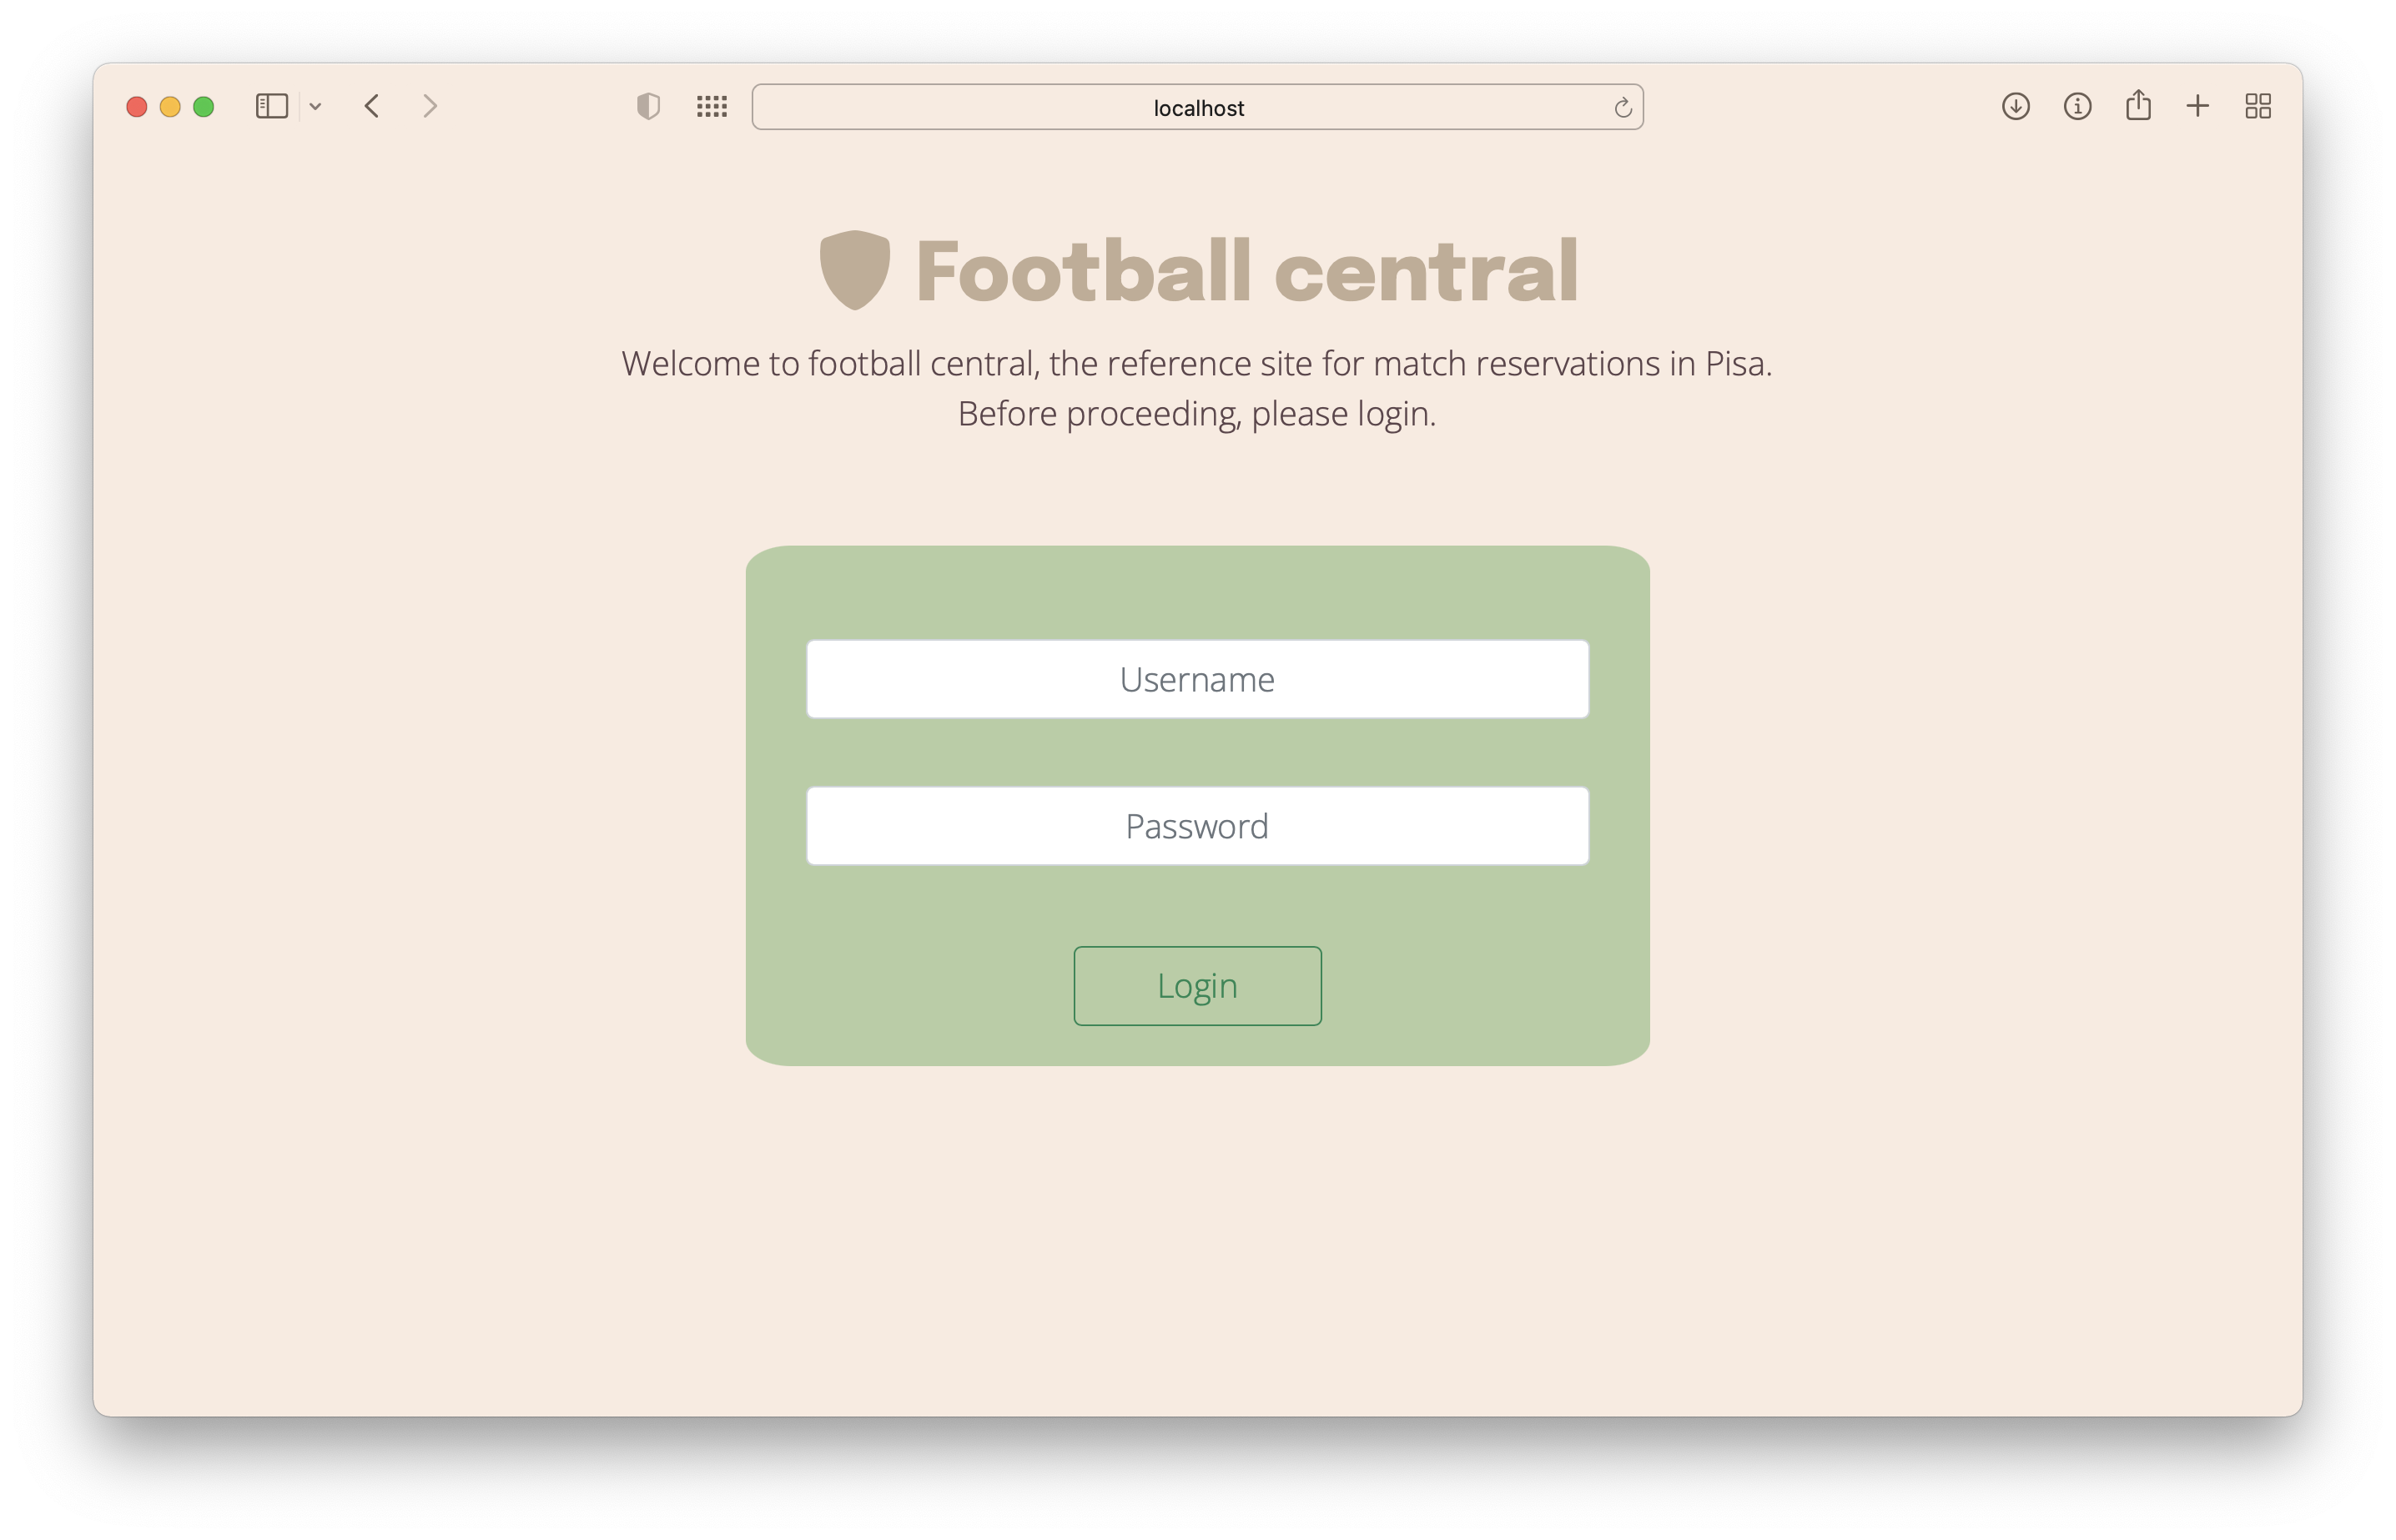 localhost
Football central
Welcome to football central, the reference site for match reservations in Pisa.
Before proceeding, please login.
Username
Password
Login